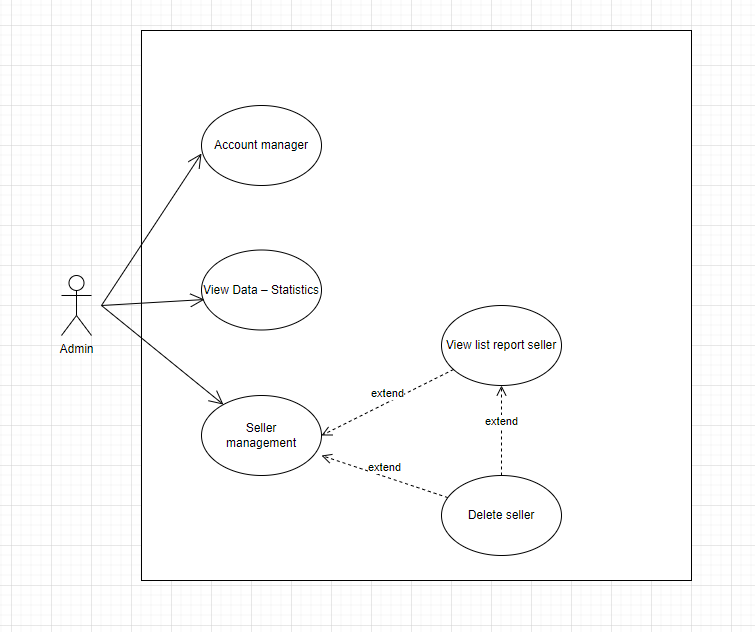 Account manager
View Data – Statistics
Admin
View list report seller
extend
extend
Seller
management
extend
Delete seller